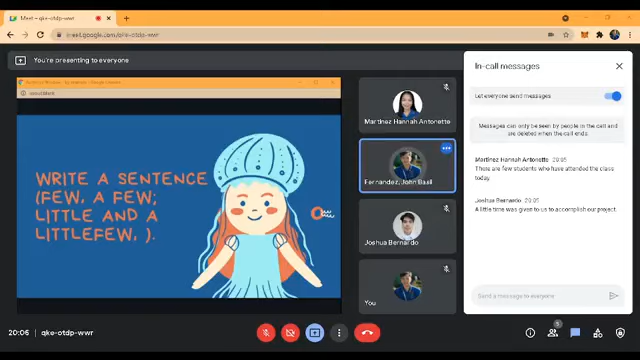 Meet – qke-otdp-wwr
meet.google.com/qke-otdp-wwr
You're presenting to everyone
WRITE A SENTENCE
(FEW, A FEW;
LITTLE AND A
LITTLEFEW, ).
Martinez Hannah Antonette
Fernandez, John Basil
Joshua Bernardo
You
In-call messages
Let everyone send messages
Messages can only be seen by people in the call and
are deleted when the call ends.
Martinez Hannah Antonette 20:05
There are few students who have attended the class
today
Joshua Bernardo 20:05
A little time was given to us to accomplish our project.
Send a message to everyone
20:06 qke-otdp-wwr